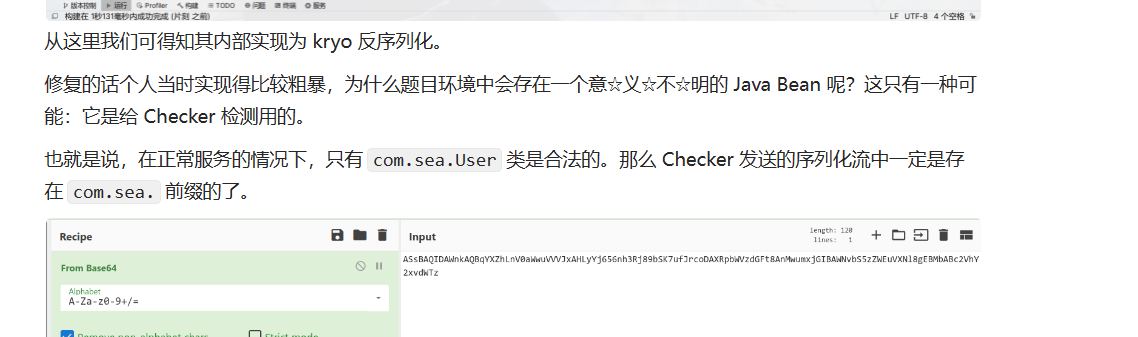 版本控制 运行 Profiler 构建 TODO 问题 终端 服务
构建在 1秒131毫秒内成功完成 (片刻 之前) LF UTF-8 4 个空格
从这里我们可得知其内部实现为 kryo 反序列化。
修复的话个人当时实现得比较粗暴，为什么题目环境中会存在一个意☆义☆不☆明的 Java Bean 呢？这只有一种可
能：它是给 Checker 检测用的。
也就是说，在正常服务的情况下，只有 com.sea.User 类是合法的。那么 Checker 发送的序列化流中一定是存
在 com.sea. 前缀的了。
Recipe
Input
length: 120
lines: 1
From Base64
Alphabet
A-Za-z0-9+/=
Remove non-alphabet chars
Strict mode
ASsBAQIDAWnkAQBqYXZhLnV0aWwuVVVJxAHLyYj656nh3Rj89bSK7ufJrcoDAXRpbWVzdGFt8AnMwumxjGIBAWNvbS5zZWEuVXNl8gEBMbABc2VhY
2xvdWTz